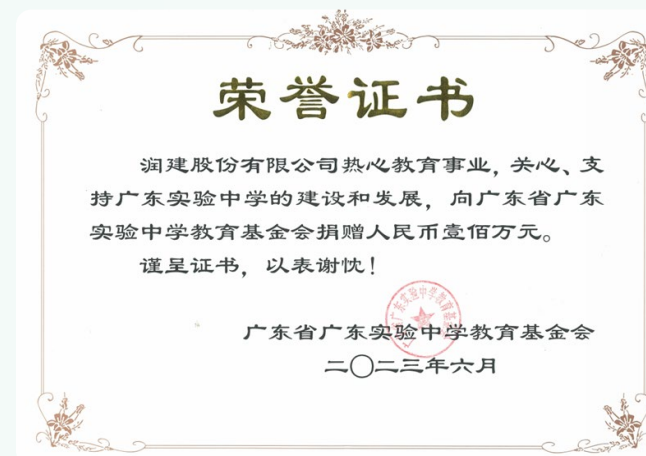 荣誉证书
润建股份有限公司热心教育事业，关心、支
持广东实验中学的建设和发展，向广东省广东
实验中学教育基金会捐赠人民币壹佰万元。
谨呈证书，以表谢忱！
广东省广东实验中学教育基金会
二〇二三年六月